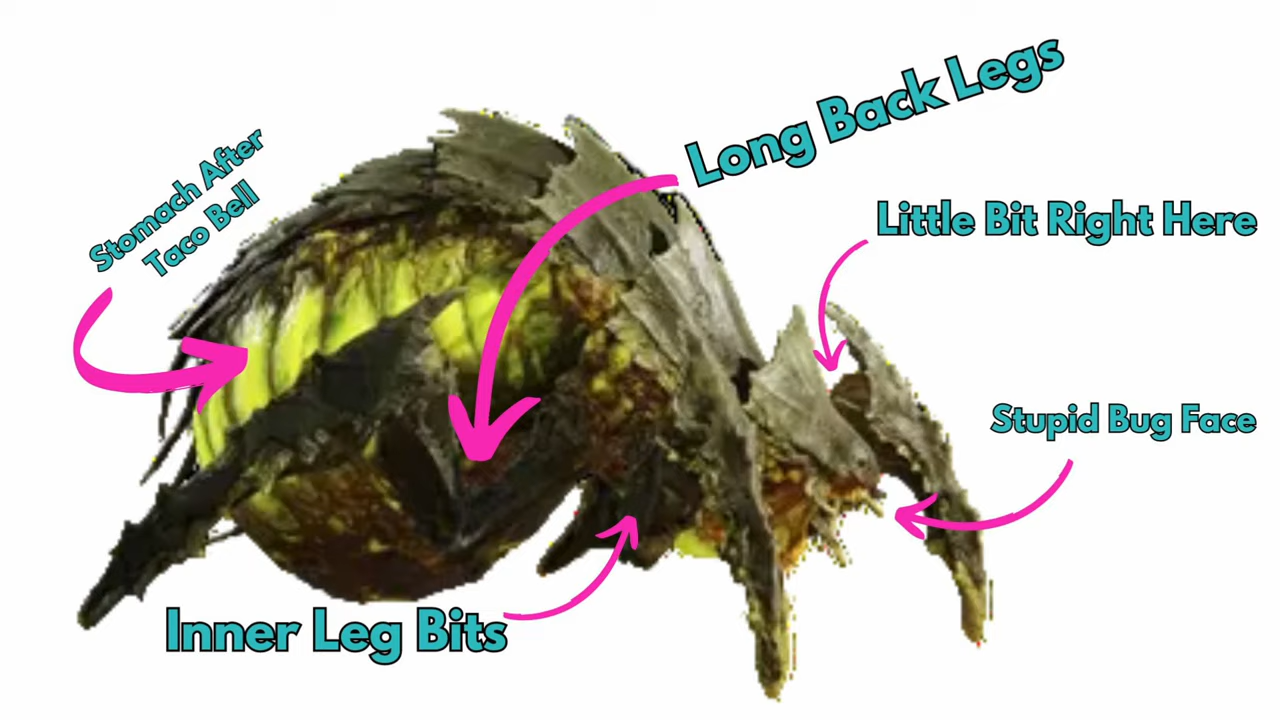 Long Back Legs
Stomach After
Taco Bell
Little Bit Right Here
Stupid Bug Face
Inner Leg Bits